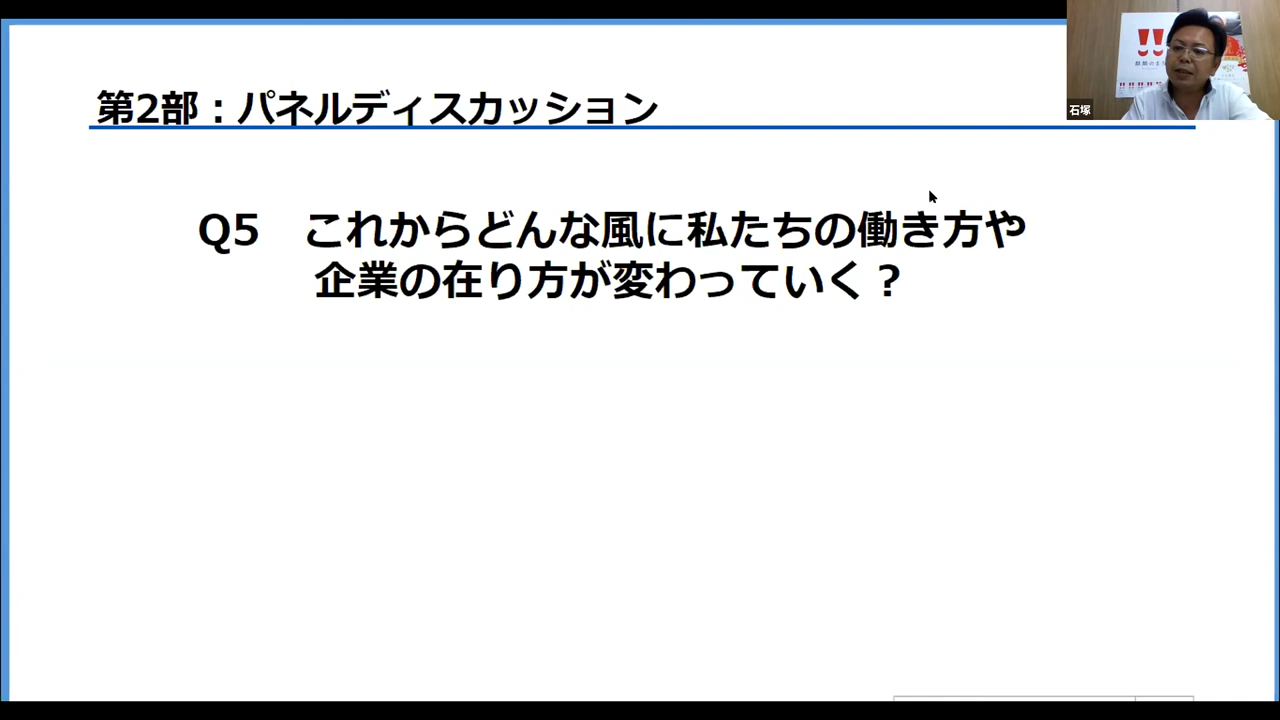 第2部：パネルディスカッション
Q5　これからどんな風に私たちの働き方や
企業の在り方が変わっていく？
石塚